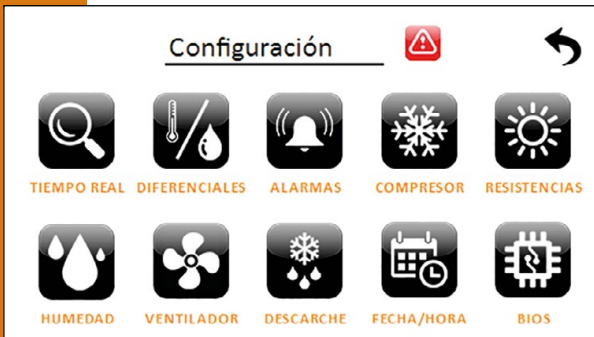 Configuración
TIEMPO REAL DIFERENCIALES ALARMAS COMPRESOR RESISTENCIAS
HUMEDAD VENTILADOR DESCARCHE FECHA/HORA BIOS